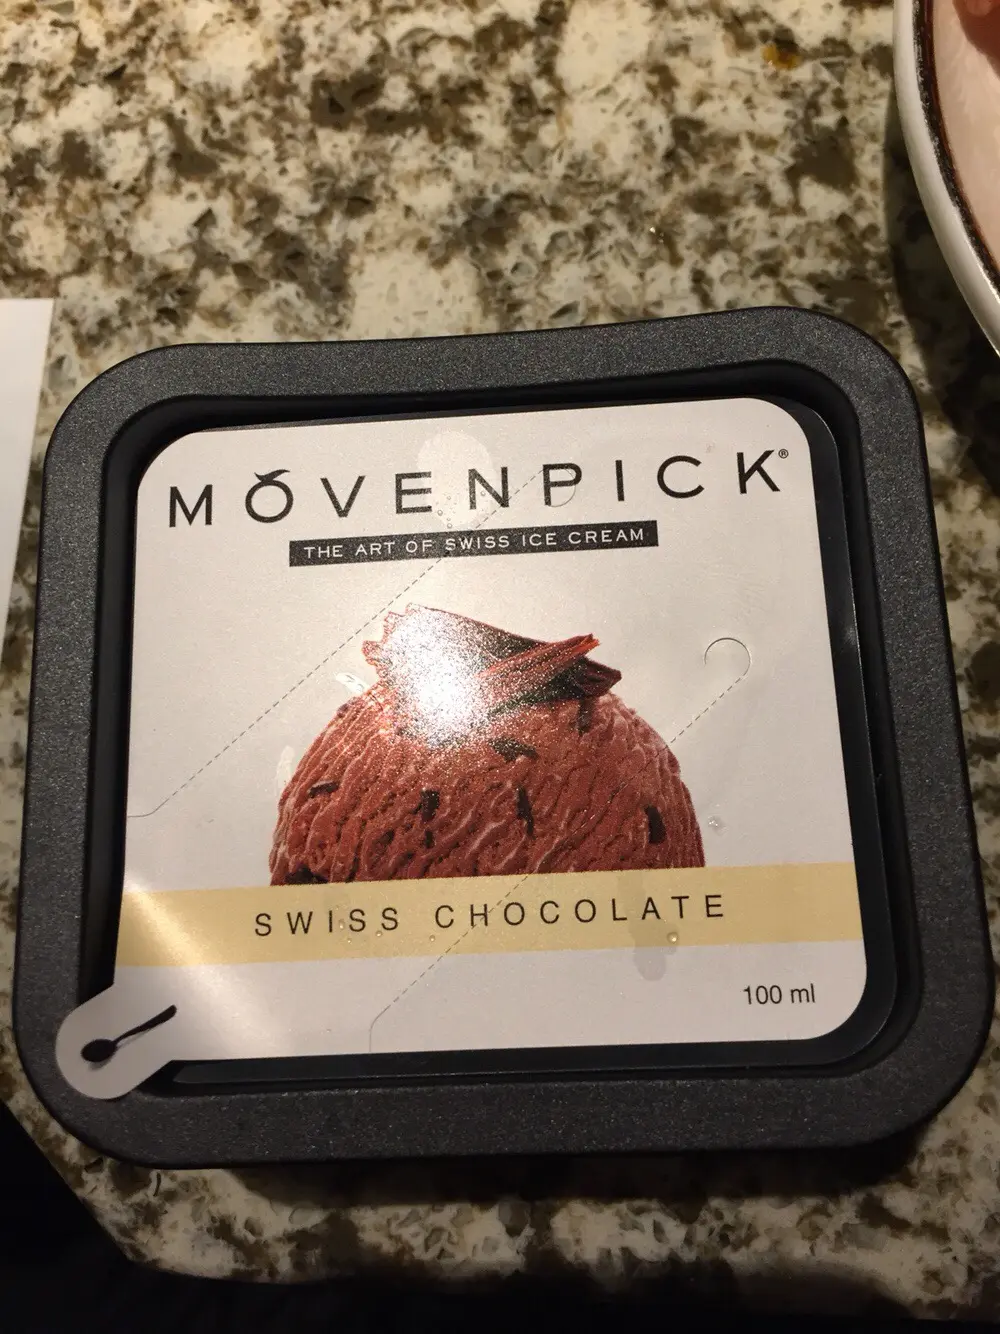 MÖVENPICK®
THE ART OF SWISS ICE CREAM
SWISS CHOCOLATE
100 ml